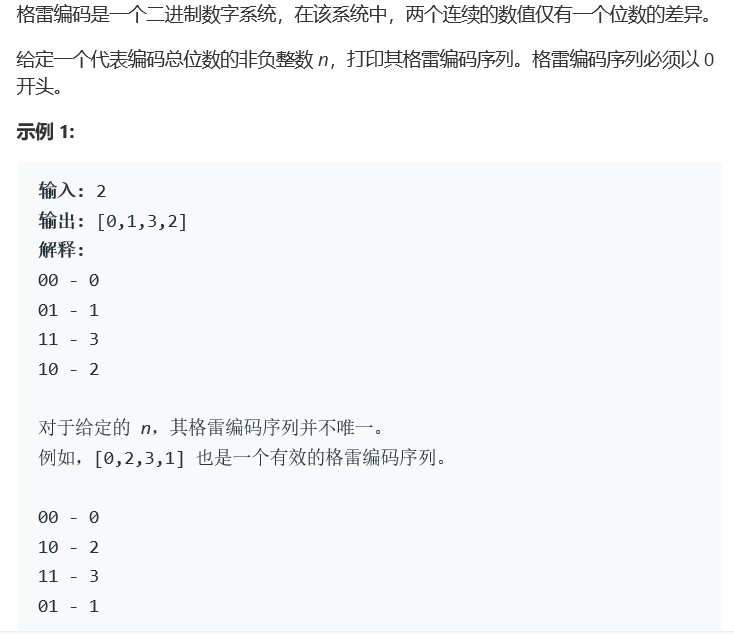 格雷编码是一个二进制数字系统，在该系统中，两个连续的数值仅有一个位数的差异。
给定一个代表编码总位数的非负整数 n，打印其格雷编码序列。格雷编码序列必须以 0
开头。
示例 1:
输入: 2
输出: [0,1,3,2]
解释:
00 - 0
01 - 1
11 - 3
10 - 2
对于给定的 n，其格雷编码序列并不唯一。
例如，[0,2,3,1] 也是一个有效的格雷编码序列。
00 - 0
10 - 2
11 - 3
01 - 1